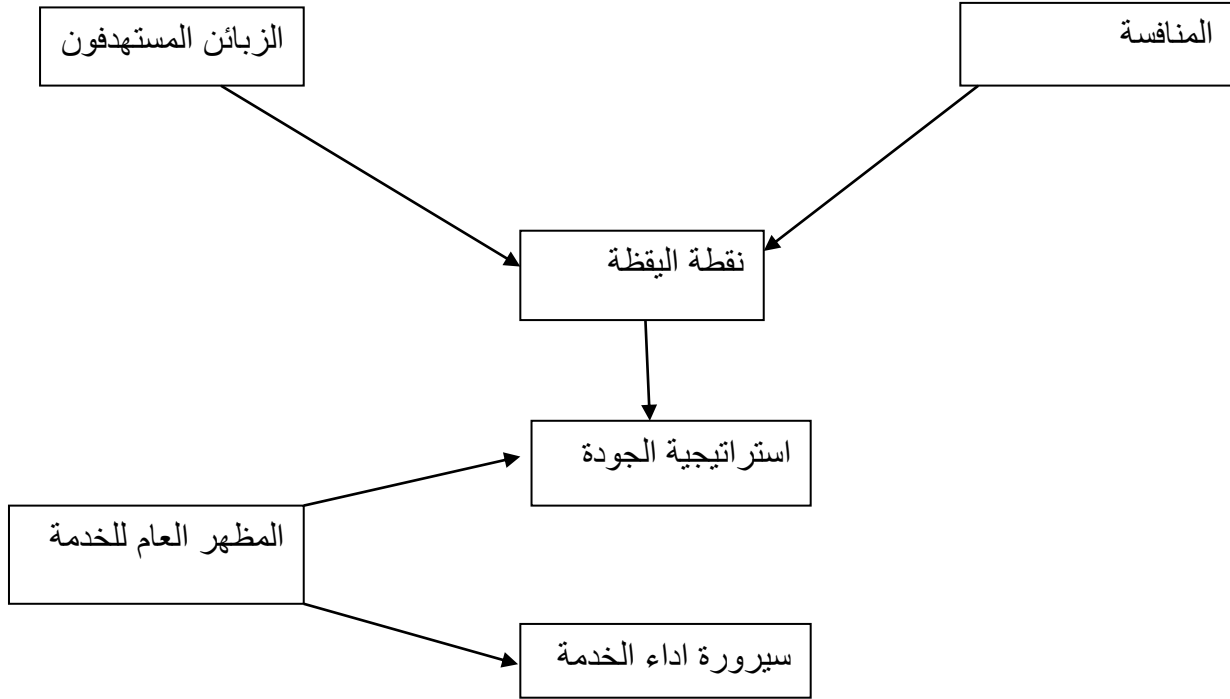 المنافسة
الزبائن المستهدفون
نقطة اليقظة
استراتيجية الجودة
المظهر العام للخدمة
سيرورة اداء الخدمة